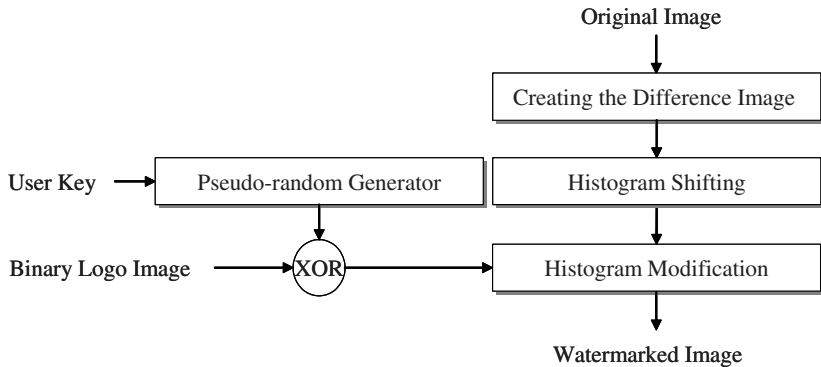 Original Image
Creating the Difference Image
User Key
Pseudo-random Generator
Histogram Shifting
Binary Logo Image
XOR
Histogram Modification
Watermarked Image